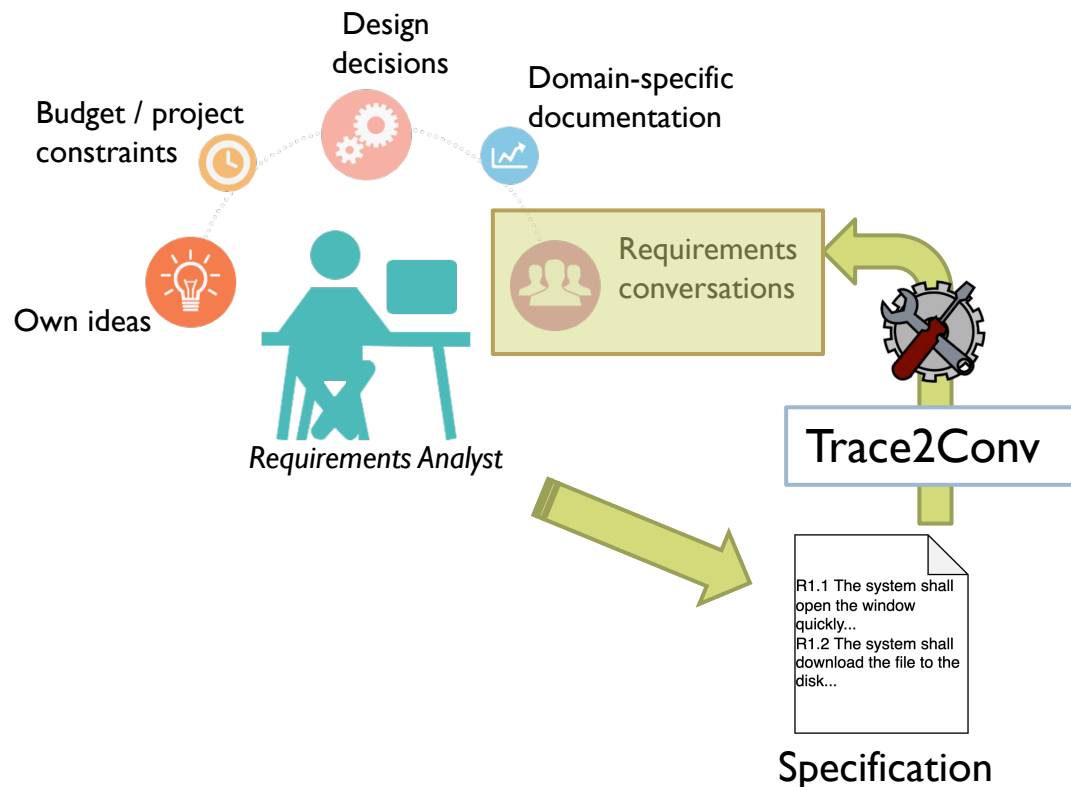 Design
decisions
Domain-specific
documentation
Budget / project
constraints
Own ideas
Requirements
conversations
Requirements Analyst
Trace2Conv
R1.1 The system shall
open the window
quickly...
R1.2 The system shall
download the file to the
disk...
Specification